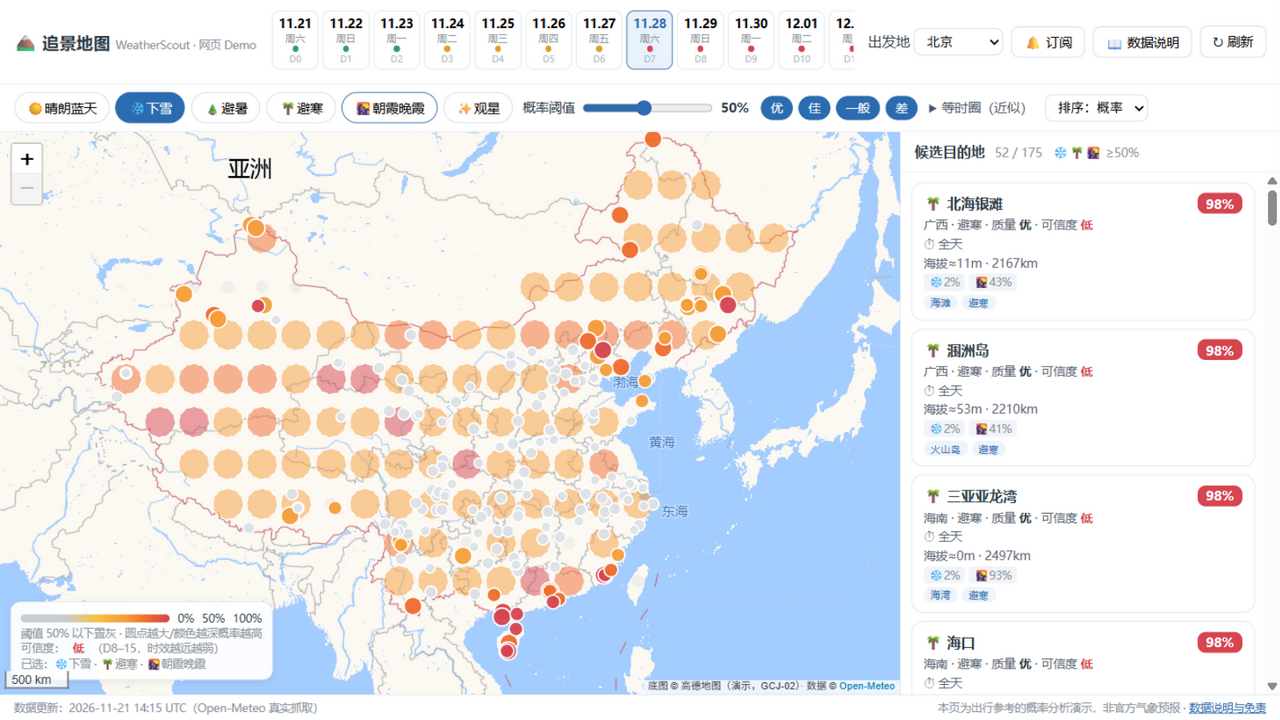 追景地图 WeatherScout · 网页 Demo
11.21 周六 D0
11.22 周日 D1
11.23 周一 D2
11.24 周二 D3
11.25 周三 D4
11.26 周四 D5
11.27 周五 D6
11.28 周六 D7
11.29 周日 D8
11.30 周一 D9
12.01 周二 D10
12.
出发地 北京 订阅 数据说明 刷新
晴朗蓝天 下雪 避暑 避寒 朝霞晚霞 观星 概率阈值 50% 优 佳 一般 差 ▶ 等时圈（近似） 排序：概率
+
−
亚洲
渤海
黄海
东海
0% 50% 100%
阈值 50% 以下置灰 · 圆点越大/颜色越深概率越高
可信度： 低 （D8–15，时效越远越弱）
已选： 下雪 · 避寒 · 朝霞晚霞
500 km
底图 © 高德地图（演示，GCJ-02）· 数据 © Open-Meteo
候选目的地 52 / 175 ≥50%
北海银滩 98%
广西 · 避寒 · 质量 优 · 可信度 低
全天
海拔≈11m · 2167km
2% 43%
海滩 避寒
涠洲岛 98%
广西 · 避寒 · 质量 优 · 可信度 低
全天
海拔≈53m · 2210km
2% 41%
火山岛 避寒
三亚亚龙湾 98%
海南 · 避寒 · 质量 优 · 可信度 低
全天
海拔≈0m · 2497km
2% 93%
海湾 避寒
海口 98%
海南 · 避寒 · 质量 优 · 可信度 低
全天
数据更新：2026-11-21 14:15 UTC（Open-Meteo 真实抓取）
本页为出行参考的概率分析演示，非官方气象预报 · 数据说明与免责